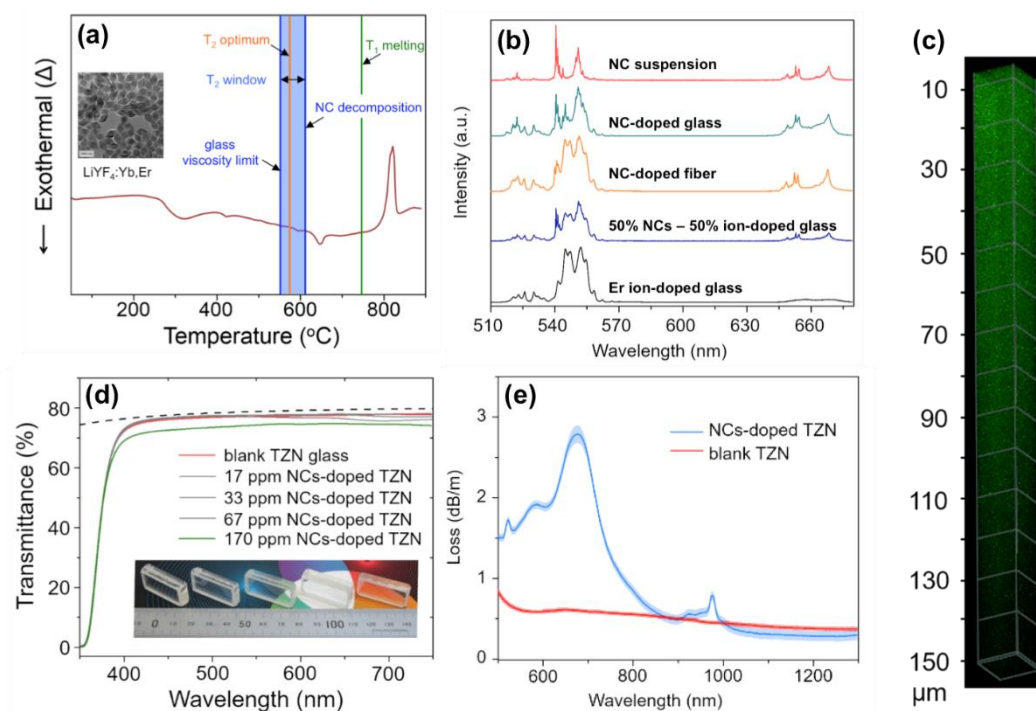 (a)
T₂ optimum
T₁ melting
T₂ window
NC decomposition
glass
viscosity limit
LiYF₄:Yb,Er
Exothermal (Δ)
200
400
600
800
Temperature (°C)
(b)
NC suspension
NC-doped glass
NC-doped fiber
50% NCs – 50% ion-doped glass
Er ion-doped glass
Intensity (a.u.)
510
540
570
600
630
660
Wavelength (nm)
(c)
10
30
50
70
90
110
130
150
µm
(d)
80
60
40
20
0
Transmittance (%)
blank TZN glass
17 ppm NCs-doped TZN
33 ppm NCs-doped TZN
67 ppm NCs-doped TZN
170 ppm NCs-doped TZN
0
50
100
400
500
600
700
Wavelength (nm)
(e)
3
2
1
0
Loss (dB/m)
NCs-doped TZN
blank TZN
600
800
1000
1200
Wavelength (nm)